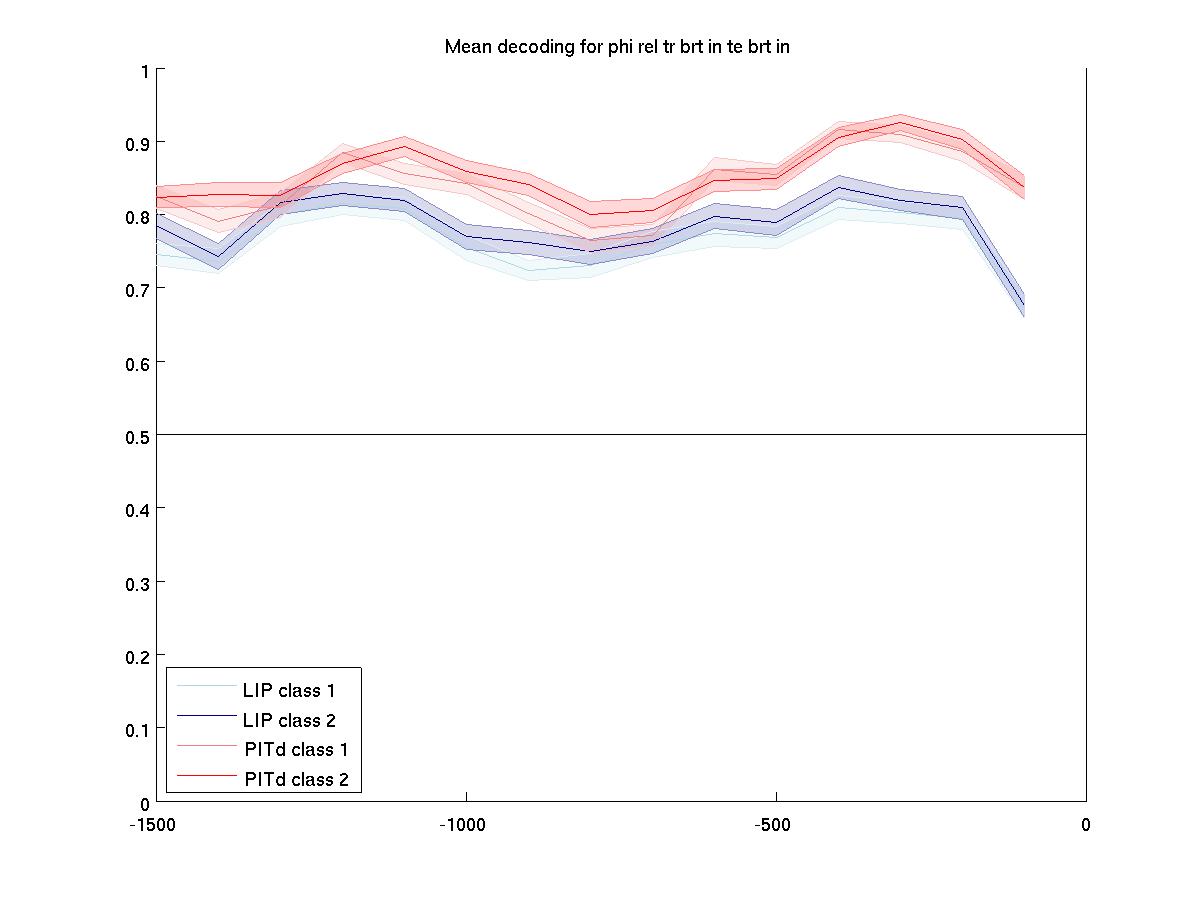 Mean decoding for phi rel tr brt in te brt in
1
0.9
0.8
0.7
0.6
0.5
0.4
0.3
0.2
0.1
0
LIP class 1
LIP class 2
PITd class 1
PITd class 2
-1500 -1000 -500 0